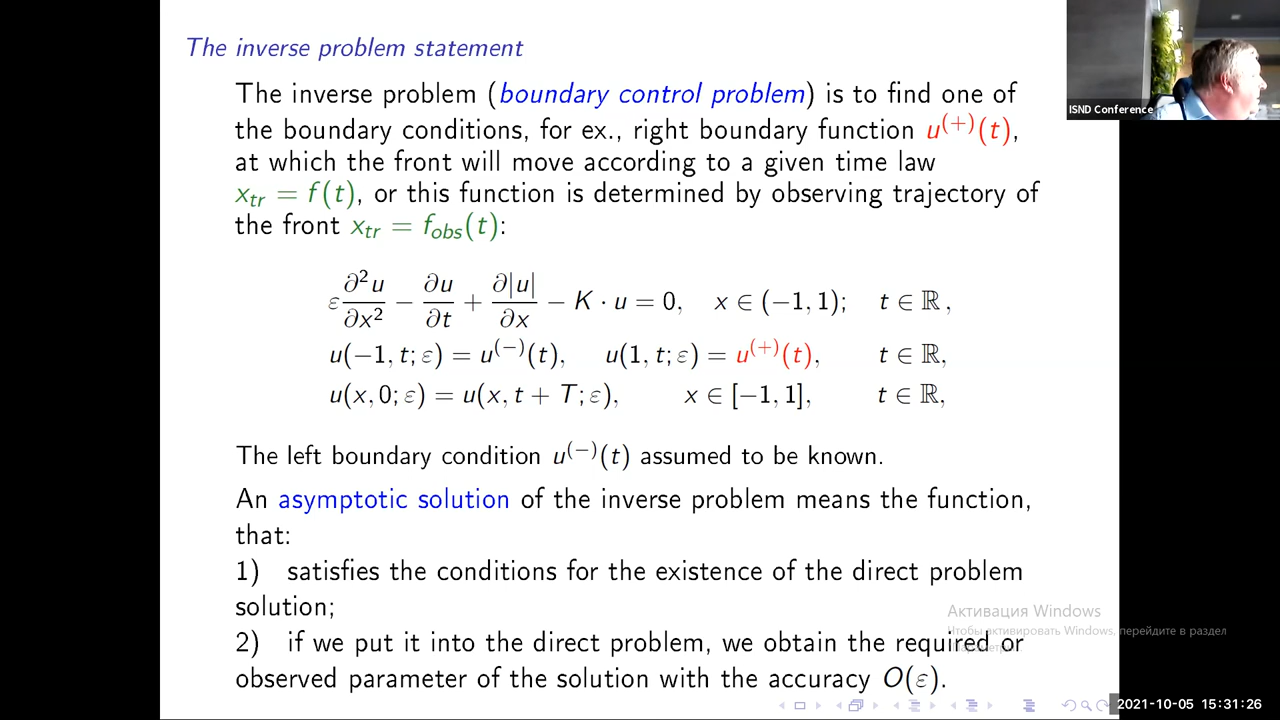 The inverse problem statement
The inverse problem (boundary control problem) is to find one of
the boundary conditions, for ex., right boundary function u⁽⁺⁾(t),
at which the front will move according to a given time law
x_tr = f(t), or this function is determined by observing trajectory of
the front x_tr = f_obs(t):
ε ∂²u/∂x² − ∂u/∂t + ∂|u|/∂x − K · u = 0, x ∈ (−1, 1); t ∈ ℝ,
u(−1, t; ε) = u⁽⁻⁾(t), u(1, t; ε) = u⁽⁺⁾(t), t ∈ ℝ,
u(x, 0; ε) = u(x, t + T; ε), x ∈ [−1, 1], t ∈ ℝ,
The left boundary condition u⁽⁻⁾(t) assumed to be known.
An asymptotic solution of the inverse problem means the function,
that:
1) satisfies the conditions for the existence of the direct problem
solution;
2) if we put it into the direct problem, we obtain the required or
observed parameter of the solution with the accuracy O(ε).
ISND Conference
Активация Windows
Чтобы активировать Windows, перейдите в раздел
2021-10-05 15:31:26